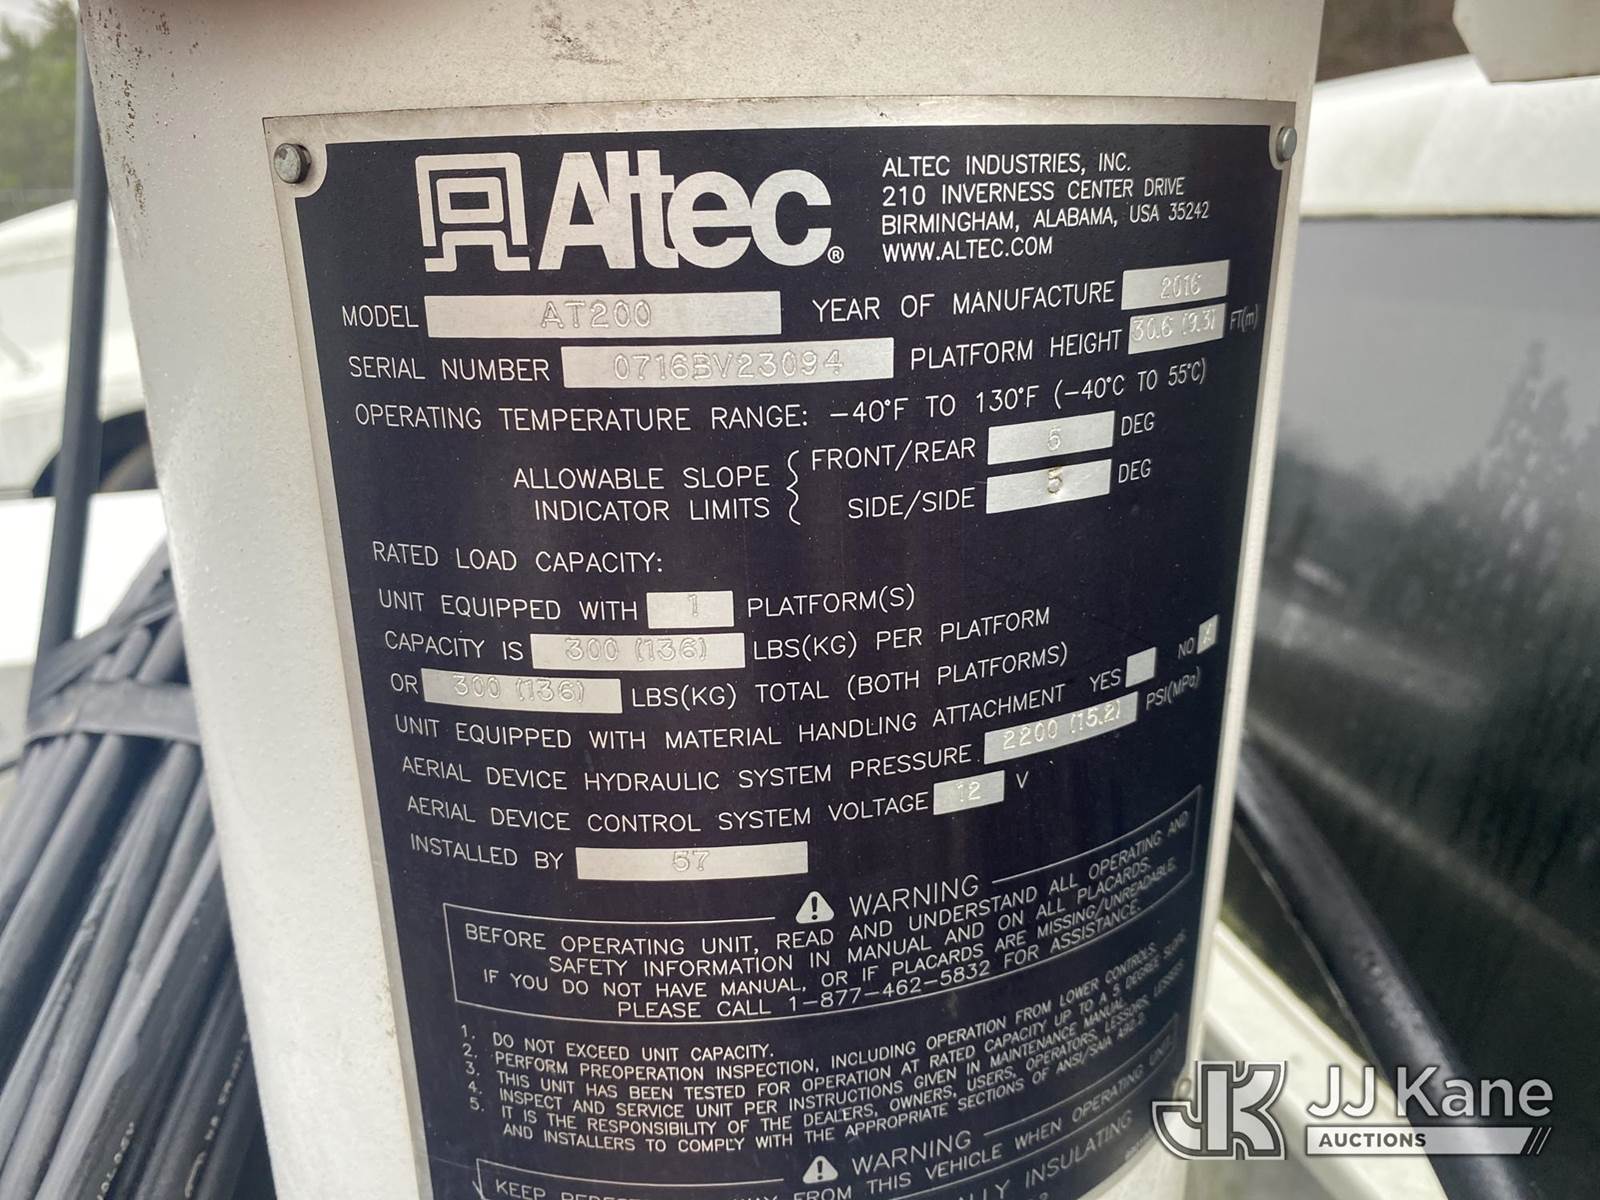 Altec®
ALTEC INDUSTRIES, INC.
210 INVERNESS CENTER DRIVE
BIRMINGHAM, ALABAMA, USA 35242
WWW.ALTEC.COM
MODEL AT200 YEAR OF MANUFACTURE 2016
SERIAL NUMBER 0716BV23094 PLATFORM HEIGHT 30.6 (9.3) FT(m)
OPERATING TEMPERATURE RANGE: -40°F TO 130°F (-40°C TO 55°C)
ALLOWABLE SLOPE INDICATOR LIMITS { FRONT/REAR 5 DEG
SIDE/SIDE 5 DEG
RATED LOAD CAPACITY:
UNIT EQUIPPED WITH 1 PLATFORM(S)
CAPACITY IS 300 (136) LBS(KG) PER PLATFORM
OR 300 (136) LBS(KG) TOTAL (BOTH PLATFORMS)
UNIT EQUIPPED WITH MATERIAL HANDLING ATTACHMENT YES NO X
AERIAL DEVICE HYDRAULIC SYSTEM PRESSURE 2200 (15.2) PSI(MPa)
AERIAL DEVICE CONTROL SYSTEM VOLTAGE 12 V
INSTALLED BY 57
WARNING
BEFORE OPERATING UNIT, READ AND UNDERSTAND ALL OPERATING AND
SAFETY INFORMATION IN MANUAL AND ON ALL PLACARDS.
IF YOU DO NOT HAVE MANUAL, OR IF PLACARDS ARE MISSING/UNREADABLE,
PLEASE CALL 1-877-462-5832 FOR ASSISTANCE.
1. DO NOT EXCEED UNIT CAPACITY.
2. PERFORM PREOPERATION INSPECTION, INCLUDING OPERATION FROM LOWER CONTROLS.
3. THIS UNIT HAS BEEN TESTED FOR OPERATION AT RATED CAPACITY UP TO A 5 DEGREE SLOPE.
4. INSPECT AND SERVICE UNIT PER INSTRUCTIONS GIVEN IN MAINTENANCE MANUAL.
5. IT IS THE RESPONSIBILITY OF THE DEALERS, OWNERS, USERS, OPERATORS, LESSORS, LESSEES
AND INSTALLERS TO COMPLY WITH THE APPROPRIATE SECTIONS OF ANSI/SAIA A92.2
WARNING
KEEP AWAY FROM THIS VEHICLE WHEN OPERATING UNIT.
INSULATING
JK JJ Kane
AUCTIONS